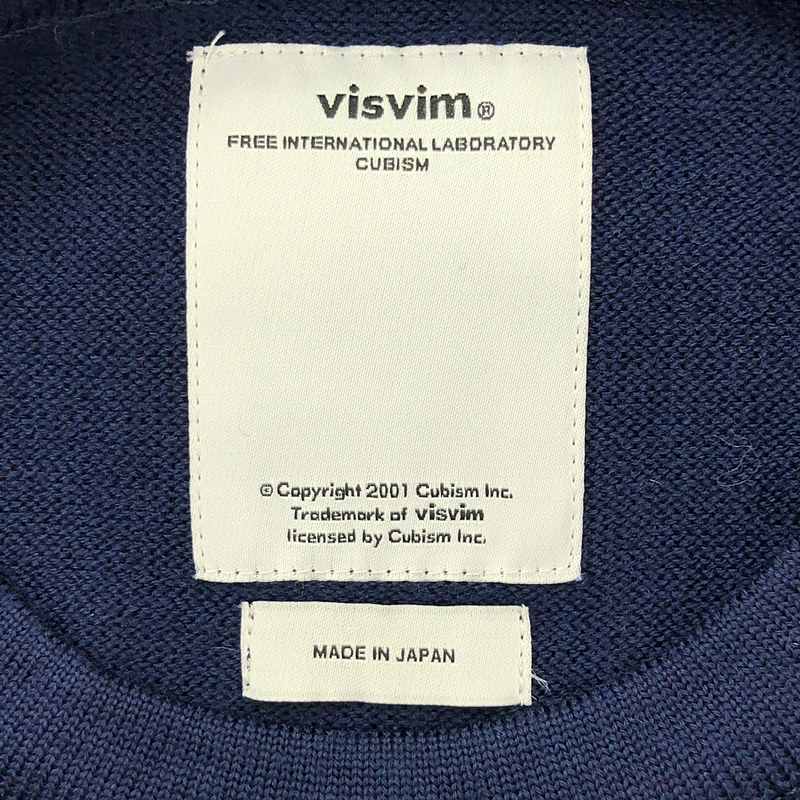 visvim®
FREE INTERNATIONAL LABORATORY
CUBISM
© Copyright 2001 Cubism Inc.
Trademark of visvim
licensed by Cubism Inc.
MADE IN JAPAN